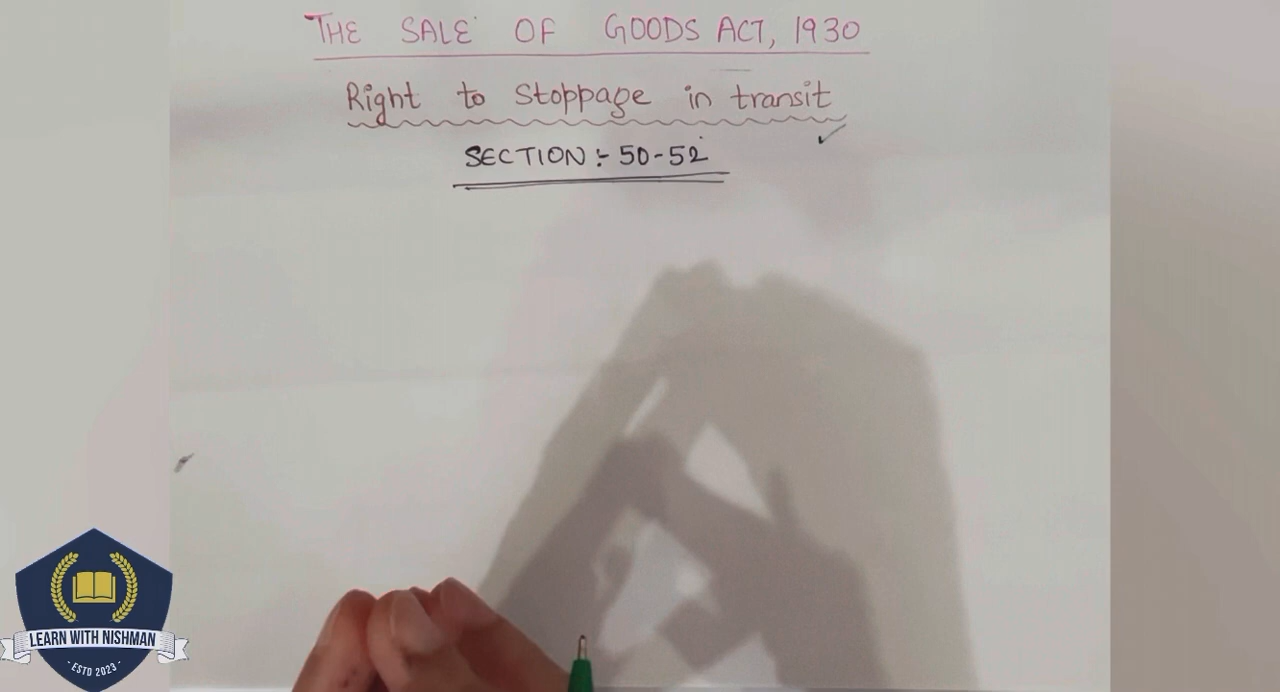 THE SALE OF GOODS ACT, 1930
Right to Stoppage in transit
SECTION :- 50-52
LEARN WITH NISHMAN
- ESTD 2023 -